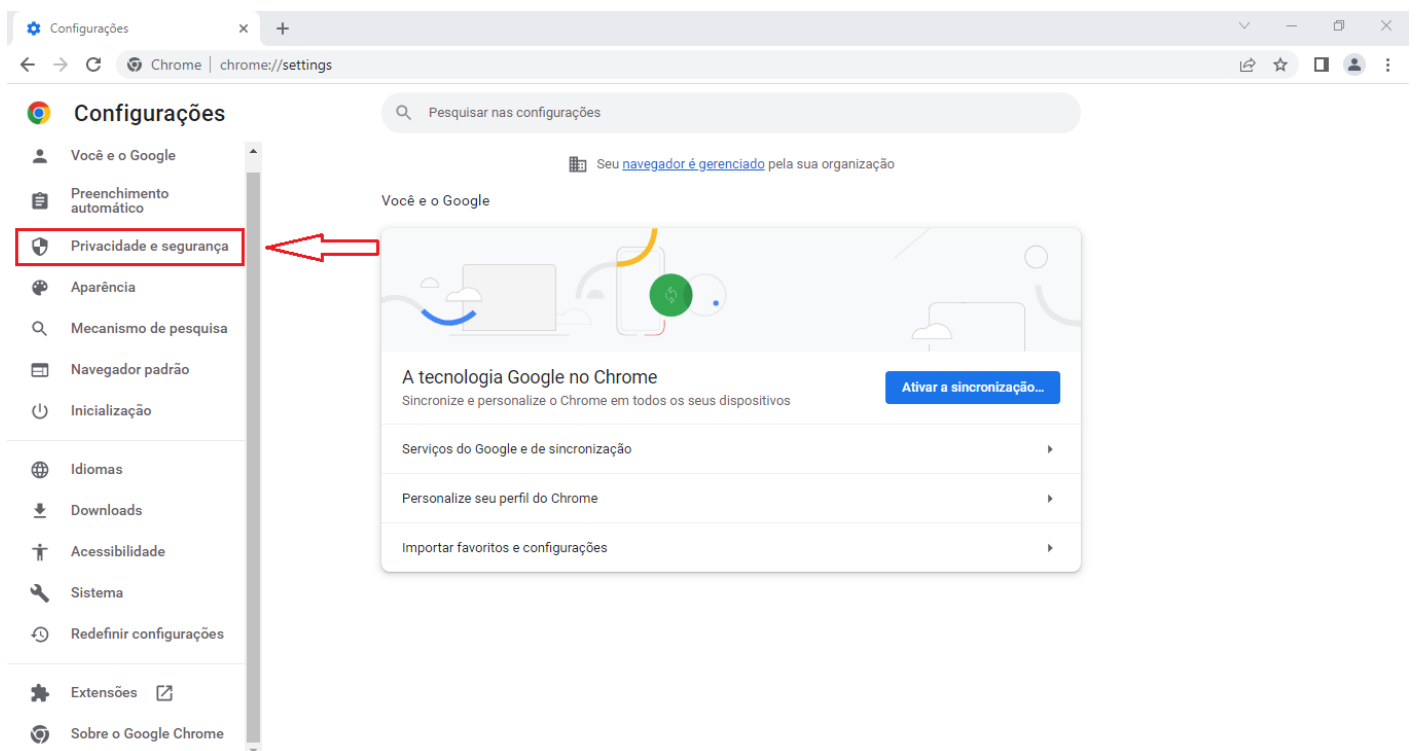 Configurações
Chrome | chrome://settings
Configurações
Pesquisar nas configurações
Você e o Google
Preenchimento
automático
Privacidade e segurança
Aparência
Mecanismo de pesquisa
Navegador padrão
Inicialização
Idiomas
Downloads
Acessibilidade
Sistema
Redefinir configurações
Extensões
Sobre o Google Chrome
Seu navegador é gerenciado pela sua organização
Você e o Google
A tecnologia Google no Chrome
Sincronize e personalize o Chrome em todos os seus dispositivos
Ativar a sincronização...
Serviços do Google e de sincronização
Personalize seu perfil do Chrome
Importar favoritos e configurações